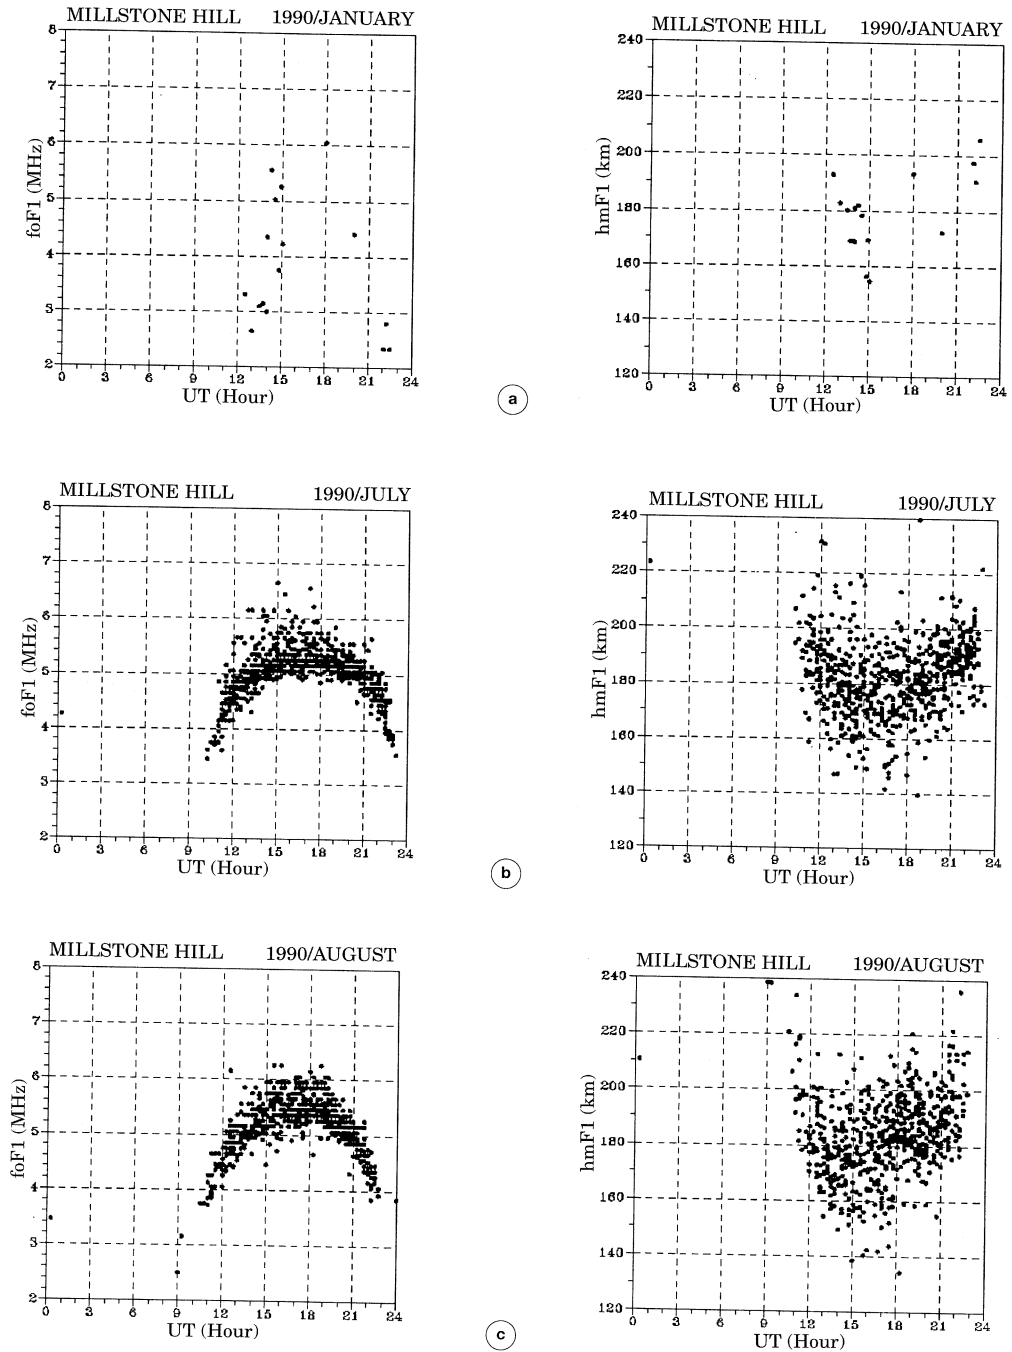 MILLSTONE HILL 1990/JANUARY
8
7
6
5
4
3
2
foF1 (MHz)
0 3 6 9 12 15 18 21 24
UT (Hour)
MILLSTONE HILL 1990/JANUARY
240
220
200
180
160
140
120
hmF1 (km)
0 3 6 9 12 15 18 21 24
UT (Hour)
a
MILLSTONE HILL 1990/JULY
8
7
6
5
4
3
2
foF1 (MHz)
0 3 6 9 12 15 18 21 24
UT (Hour)
MILLSTONE HILL 1990/JULY
240
220
200
180
160
140
120
hmF1 (km)
0 3 6 9 12 15 18 21 24
UT (Hour)
b
MILLSTONE HILL 1990/AUGUST
8
7
6
5
4
3
2
foF1 (MHz)
0 3 6 9 12 15 18 21 24
UT (Hour)
MILLSTONE HILL 1990/AUGUST
240
220
200
180
160
140
120
hmF1 (km)
0 3 6 9 12 15 18 21 24
UT (Hour)
c